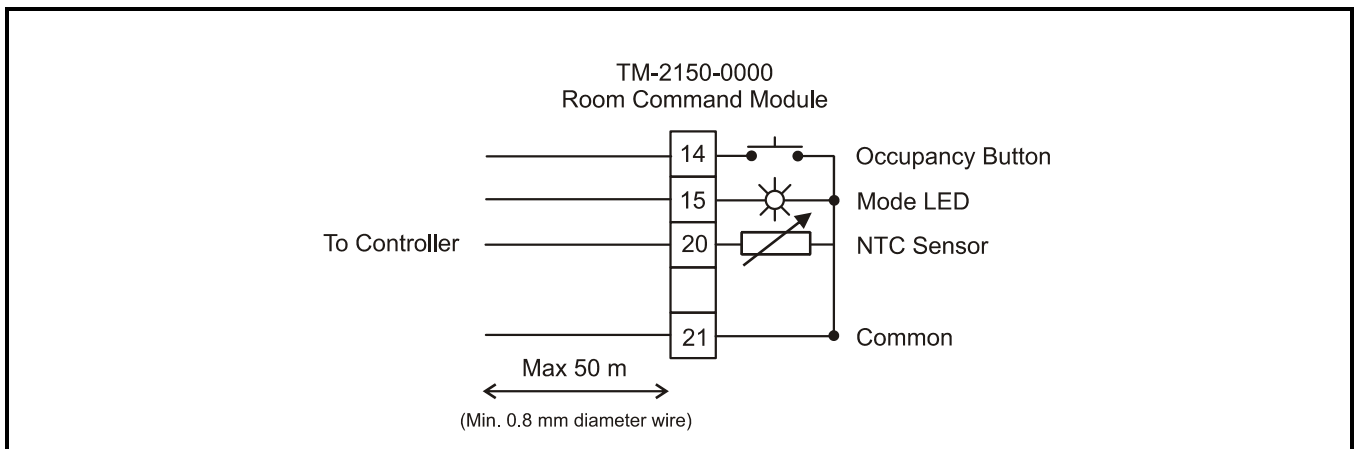 TM-2150-0000
Room Command Module
14 Occupancy Button
15 Mode LED
To Controller 20 NTC Sensor
21 Common
Max 50 m
(Min. 0.8 mm diameter wire)